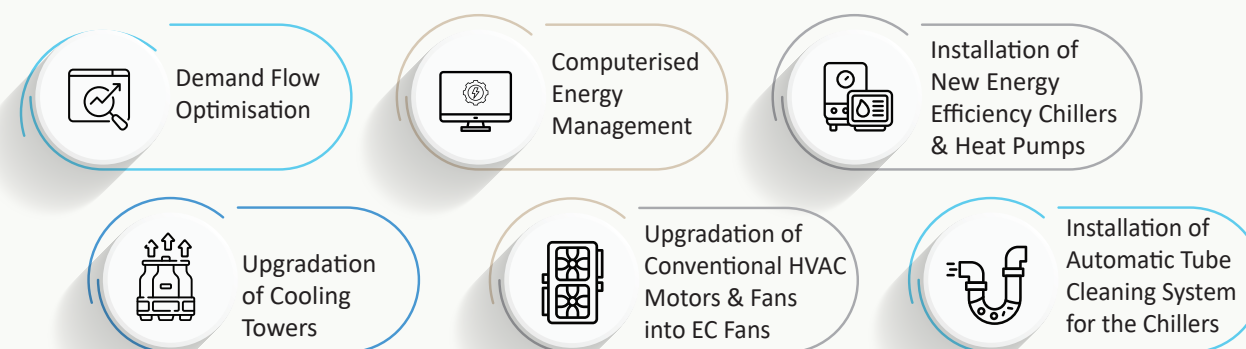 Demand Flow
Optimisation
Computerised
Energy
Management
Installation of
New Energy
Efficiency Chillers
& Heat Pumps
Upgradation
of Cooling
Towers
Upgradation of
Conventional HVAC
Motors & Fans
into EC Fans
Installation of
Automatic Tube
Cleaning System
for the Chillers